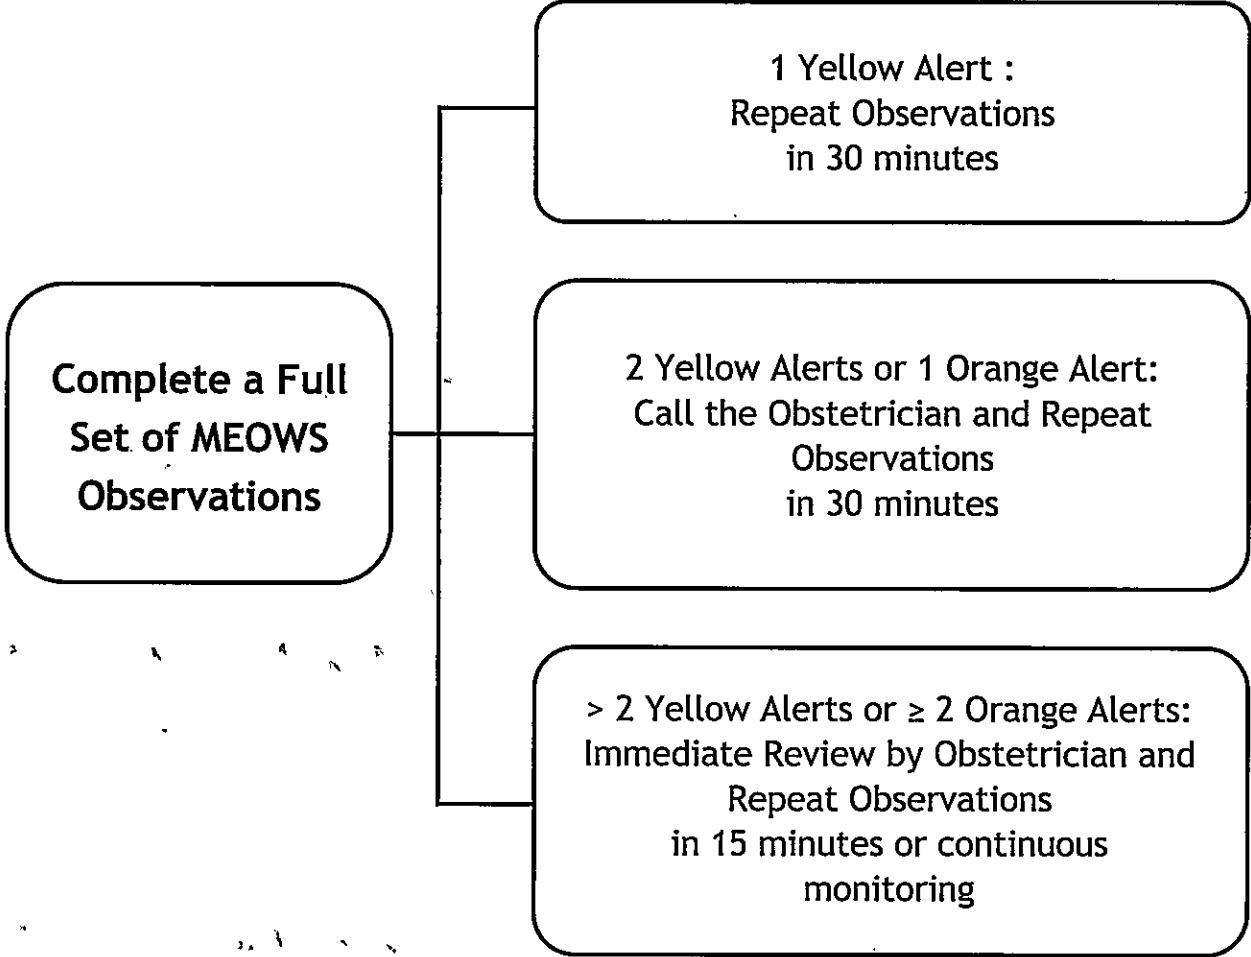 1 Yellow Alert :
Repeat Observations
in 30 minutes
Complete a Full
Set of MEOWS
Observations
2 Yellow Alerts or 1 Orange Alert:
Call the Obstetrician and Repeat
Observations
in 30 minutes
> 2 Yellow Alerts or ≥ 2 Orange Alerts:
Immediate Review by Obstetrician and
Repeat Observations
in 15 minutes or continuous
monitoring